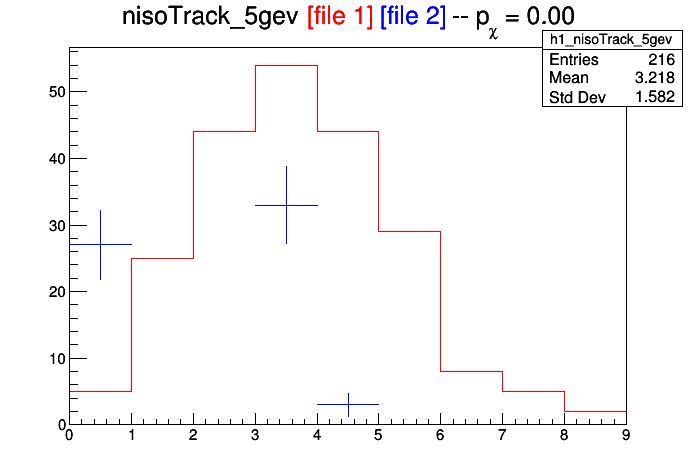 nisoTrack_5gev [file 1] [file 2] -- pχ = 0.00
h1_nisoTrack_5gev
Entries 216
Mean 3.218
Std Dev 1.582
50
40
30
20
10
0
0 1 2 3 4 5 6 7 8 9